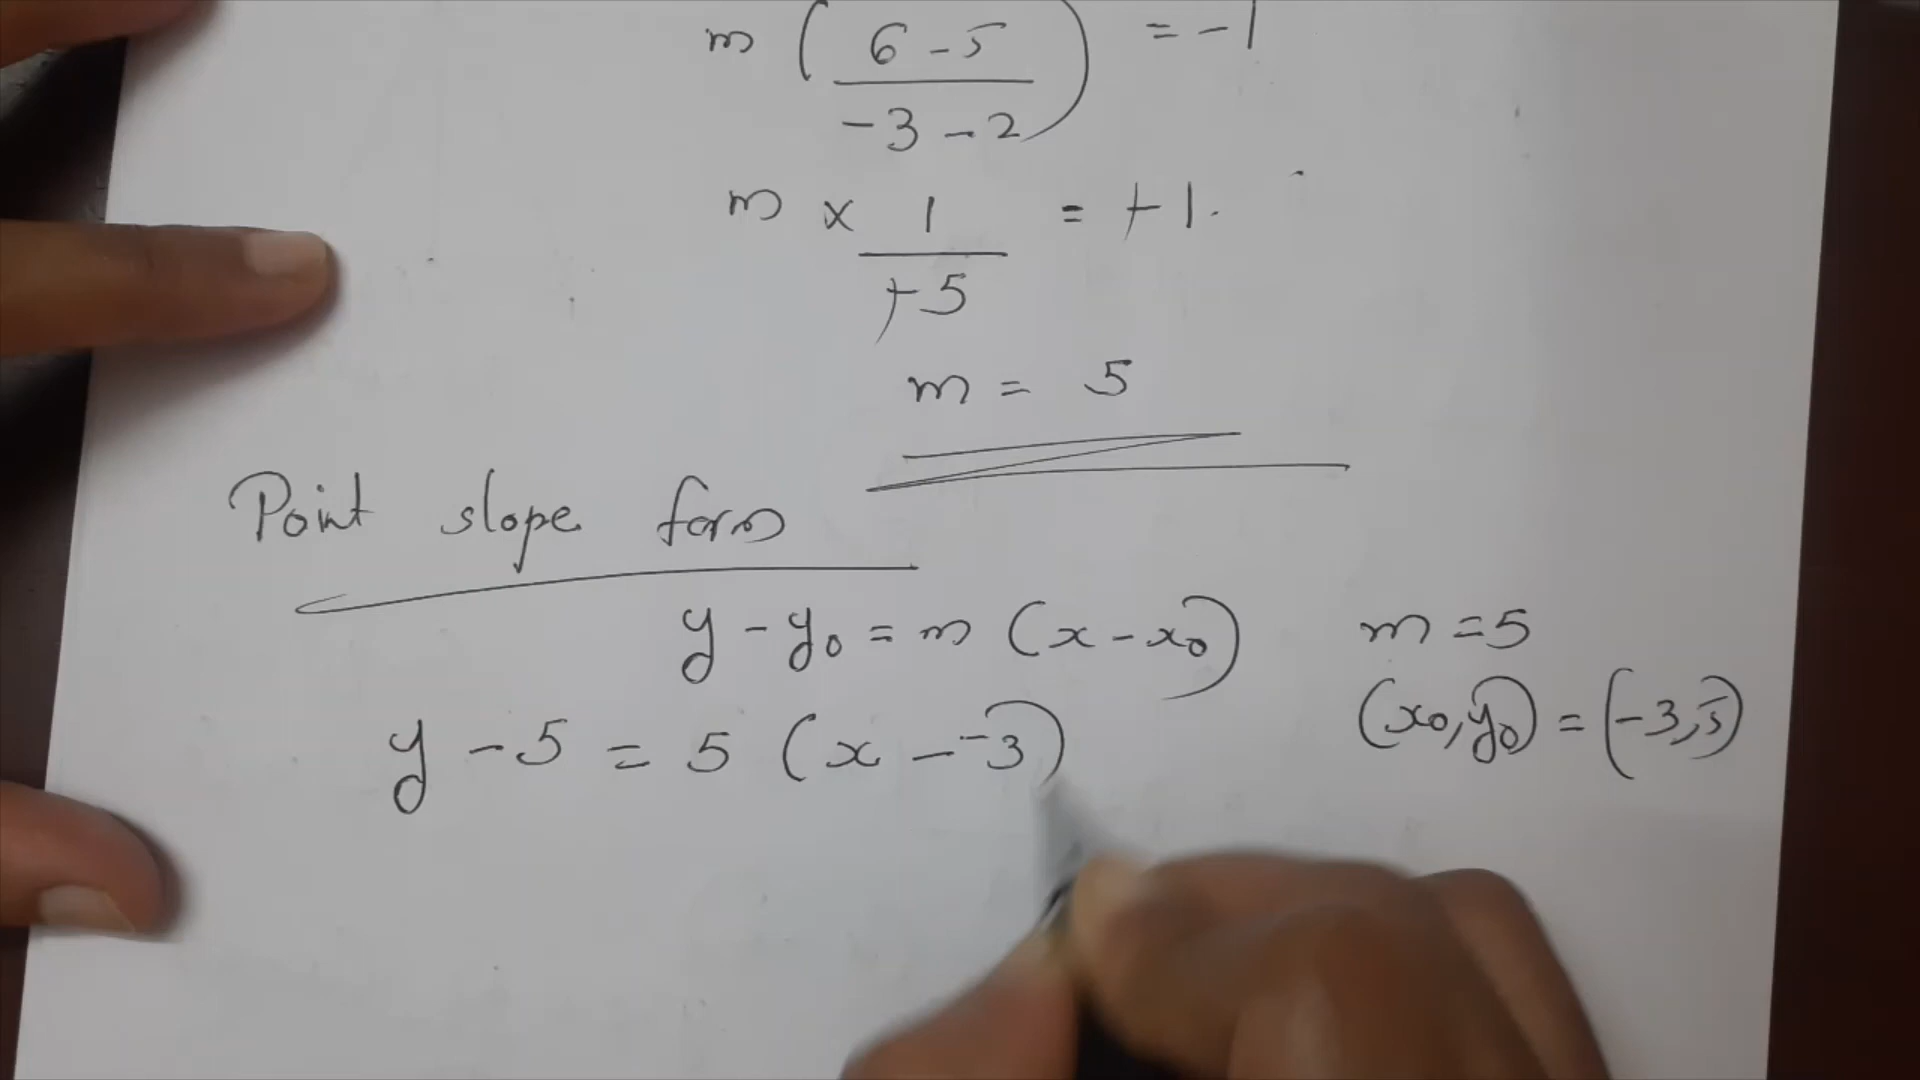 m ( 6 - 5 / -3 - 2 ) = -1
m × 1 / +5 = +1.
m = 5
Point slope form
y - y₀ = m (x - x₀) m = 5
y - 5 = 5 (x - -3) (x₀, y₀) = (-3, 5)